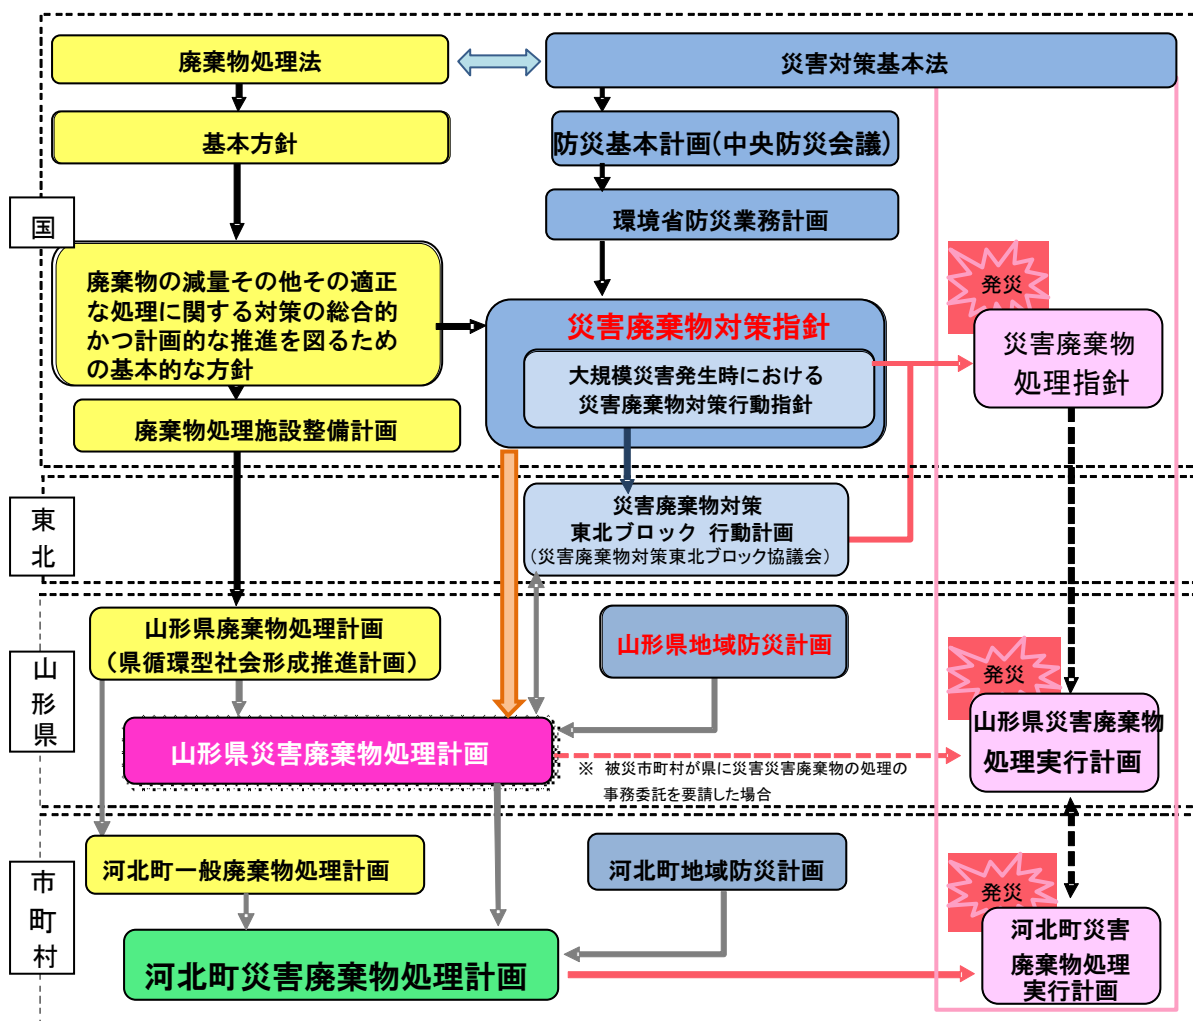 廃棄物処理法
災害対策基本法
基本方針
防災基本計画(中央防災会議)
環境省防災業務計画
国
廃棄物の減量その他その適正
な処理に関する対策の総合的
かつ計画的な推進を図るため
の基本的な方針
災害廃棄物対策指針
大規模災害発生時における
災害廃棄物対策行動指針
発災
災害廃棄物
処理指針
廃棄物処理施設整備計画
東
北
災害廃棄物対策
東北ブロック 行動計画
(災害廃棄物対策東北ブロック協議会)
山
形
県
山形県廃棄物処理計画
(県循環型社会形成推進計画)
山形県地域防災計画
発災
山形県災害廃棄物
処理実行計画
山形県災害廃棄物処理計画
※ 被災市町村が県に災害災害廃棄物の処理の
事務委託を要請した場合
市
町
村
河北町一般廃棄物処理計画
河北町地域防災計画
発災
河北町災害
廃棄物処理
実行計画
河北町災害廃棄物処理計画